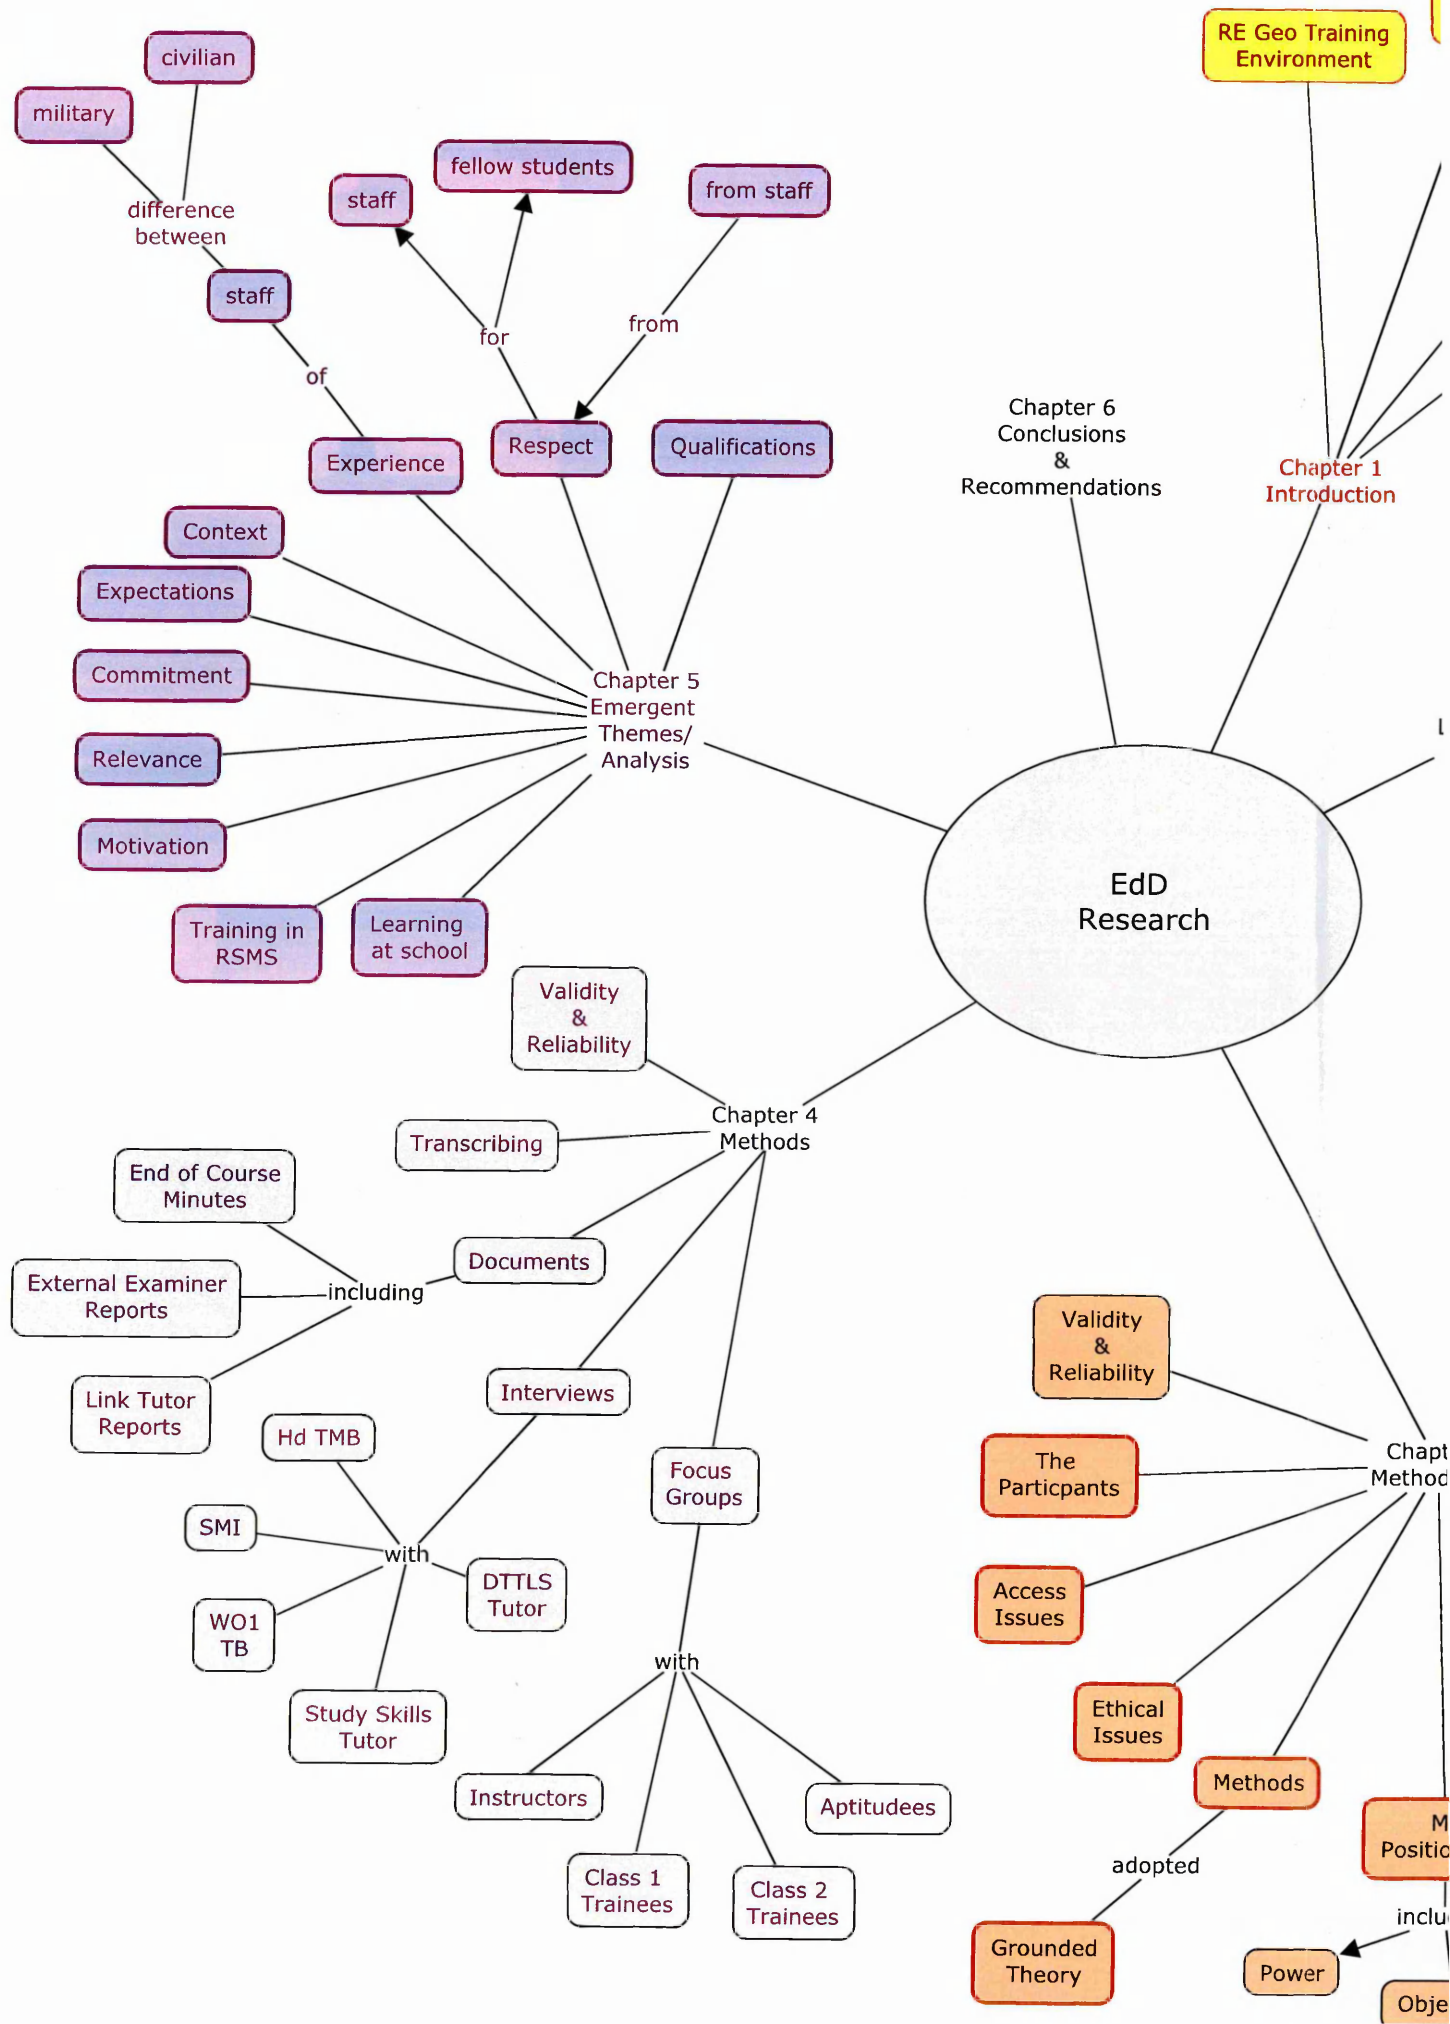 civilian
military
difference
between
staff
of
staff
fellow students
from staff
for
from
Experience
Respect
Qualifications
Context
Expectations
Commitment
Relevance
Motivation
Training in
RSMS
Learning
at school
Chapter 5
Emergent
Themes/
Analysis
RE Geo Training
Environment
Chapter 6
Conclusions
&
Recommendations
Chapter 1
Introduction
EdD
Research
Validity
&
Reliability
Chapter 4
Methods
Transcribing
End of Course
Minutes
Documents
External Examiner
Reports
including
Link Tutor
Reports
Interviews
Hd TMB
SMI
with
DTTLS
Tutor
WO1
TB
Study Skills
Tutor
Focus
Groups
with
Instructors
Class 1
Trainees
Class 2
Trainees
Aptitudees
Validity
&
Reliability
Chapt
Method
The
Particpants
Access
Issues
Ethical
Issues
Methods
adopted
Grounded
Theory
M
Positio
inclu
Power
Obje